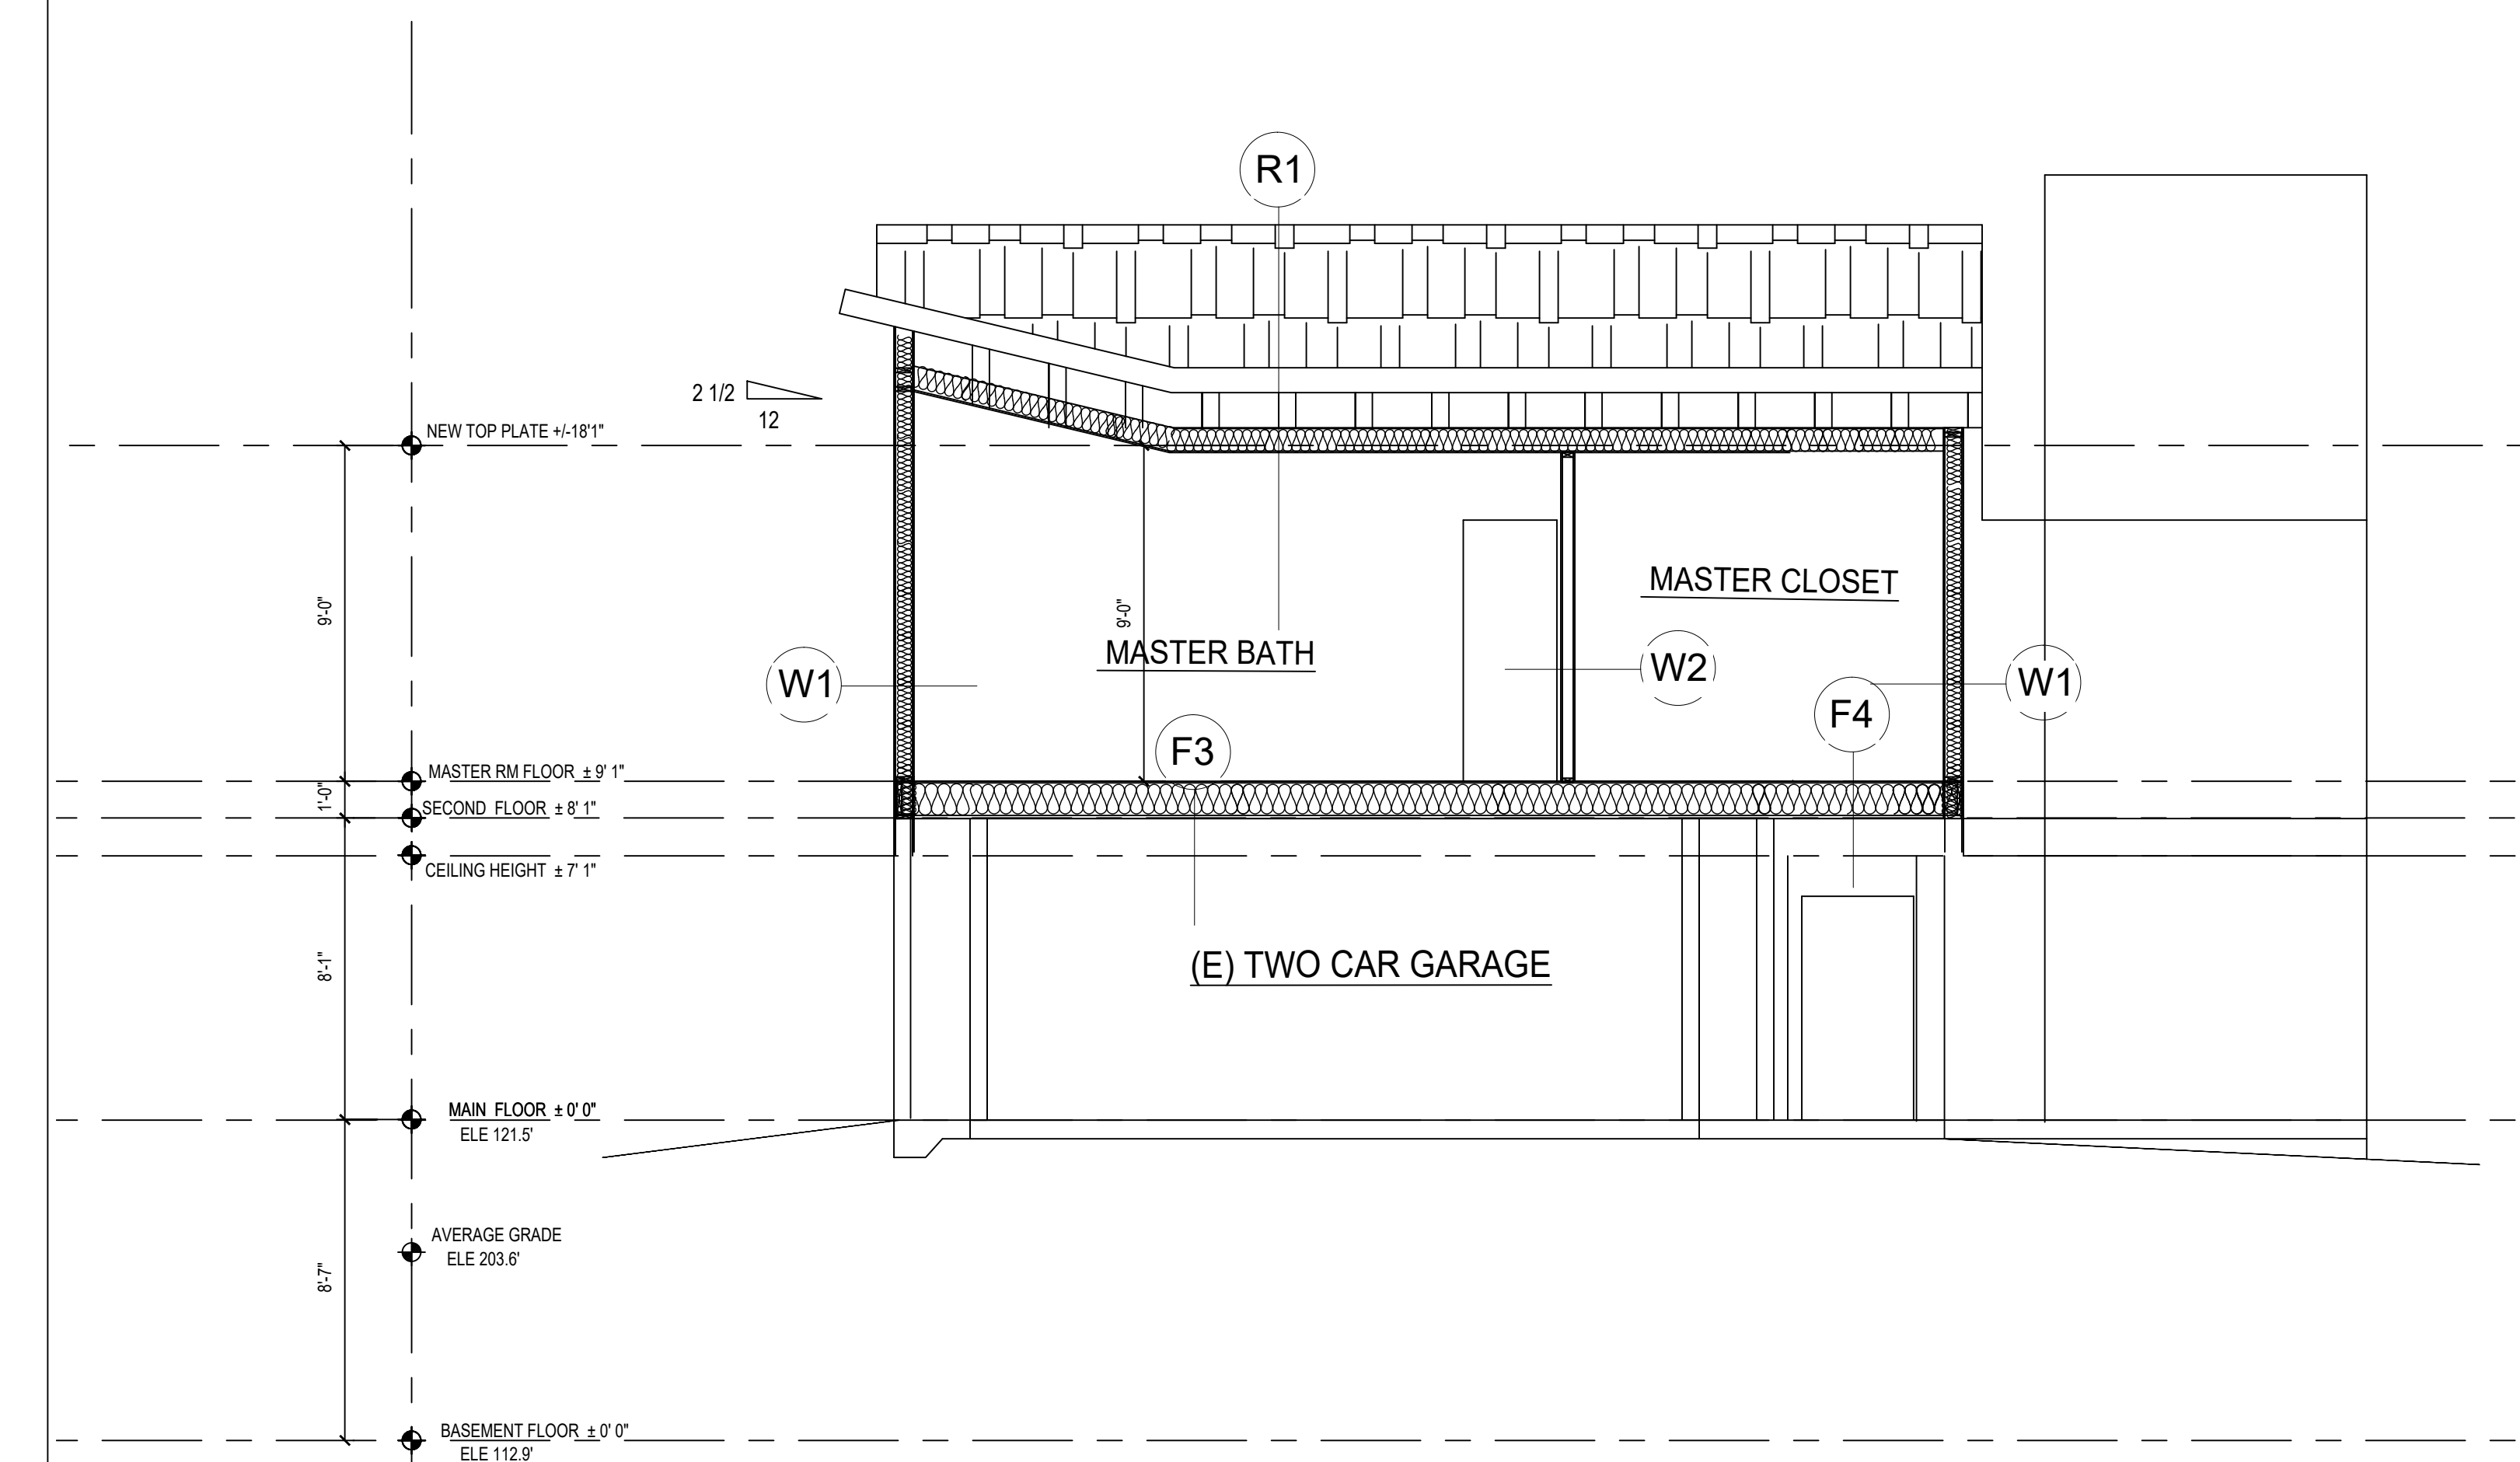 R1
2 1/2
12
NEW TOP PLATE +/-18'1"
9'-0"
9'-0"
MASTER CLOSET
MASTER BATH
W1
W2
W1
F4
F3
MASTER RM FLOOR ± 9' 1"
1'-0"
SECOND FLOOR ± 8' 1"
CEILING HEIGHT ± 7' 1"
8'-1"
(E) TWO CAR GARAGE
MAIN FLOOR ± 0' 0"
ELE 121.5'
AVERAGE GRADE
ELE 203.6'
8'-7"
BASEMENT FLOOR ± 0' 0"
ELE 112.9'